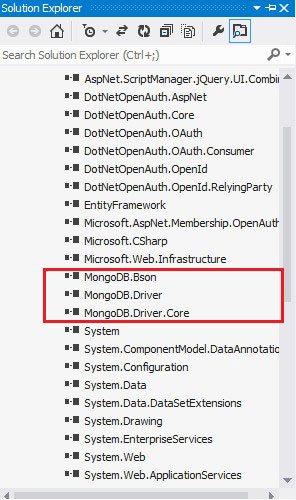 Solution Explorer
Search Solution Explorer (Ctrl+;)
AspNet.ScriptManager.jQuery.UI.Combin
DotNetOpenAuth.AspNet
DotNetOpenAuth.Core
DotNetOpenAuth.OAuth
DotNetOpenAuth.OAuth.Consumer
DotNetOpenAuth.OpenId
DotNetOpenAuth.OpenId.RelyingParty
EntityFramework
Microsoft.AspNet.Membership.OpenAuth
Microsoft.CSharp
Microsoft.Web.Infrastructure
MongoDB.Bson
MongoDB.Driver
MongoDB.Driver.Core
System
System.ComponentModel.DataAnnotatio
System.Configuration
System.Data
System.Data.DataSetExtensions
System.Drawing
System.EnterpriseServices
System.Web
System.Web.ApplicationServices